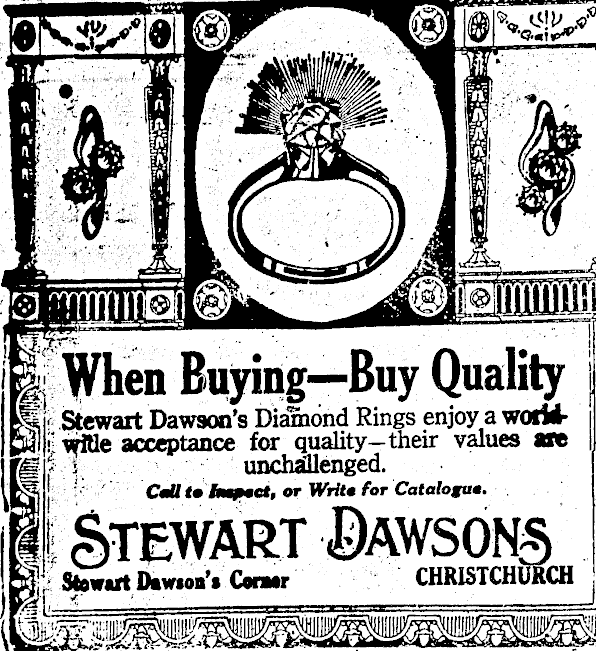 When Buying—Buy Quality
Stewart Dawson's Diamond Rings enjoy a world-
wide acceptance for quality—their values are
unchallenged.
Call to Inspect, or Write for Catalogue.
STEWART DAWSONS
Stewart Dawson's Corner CHRISTCHURCH